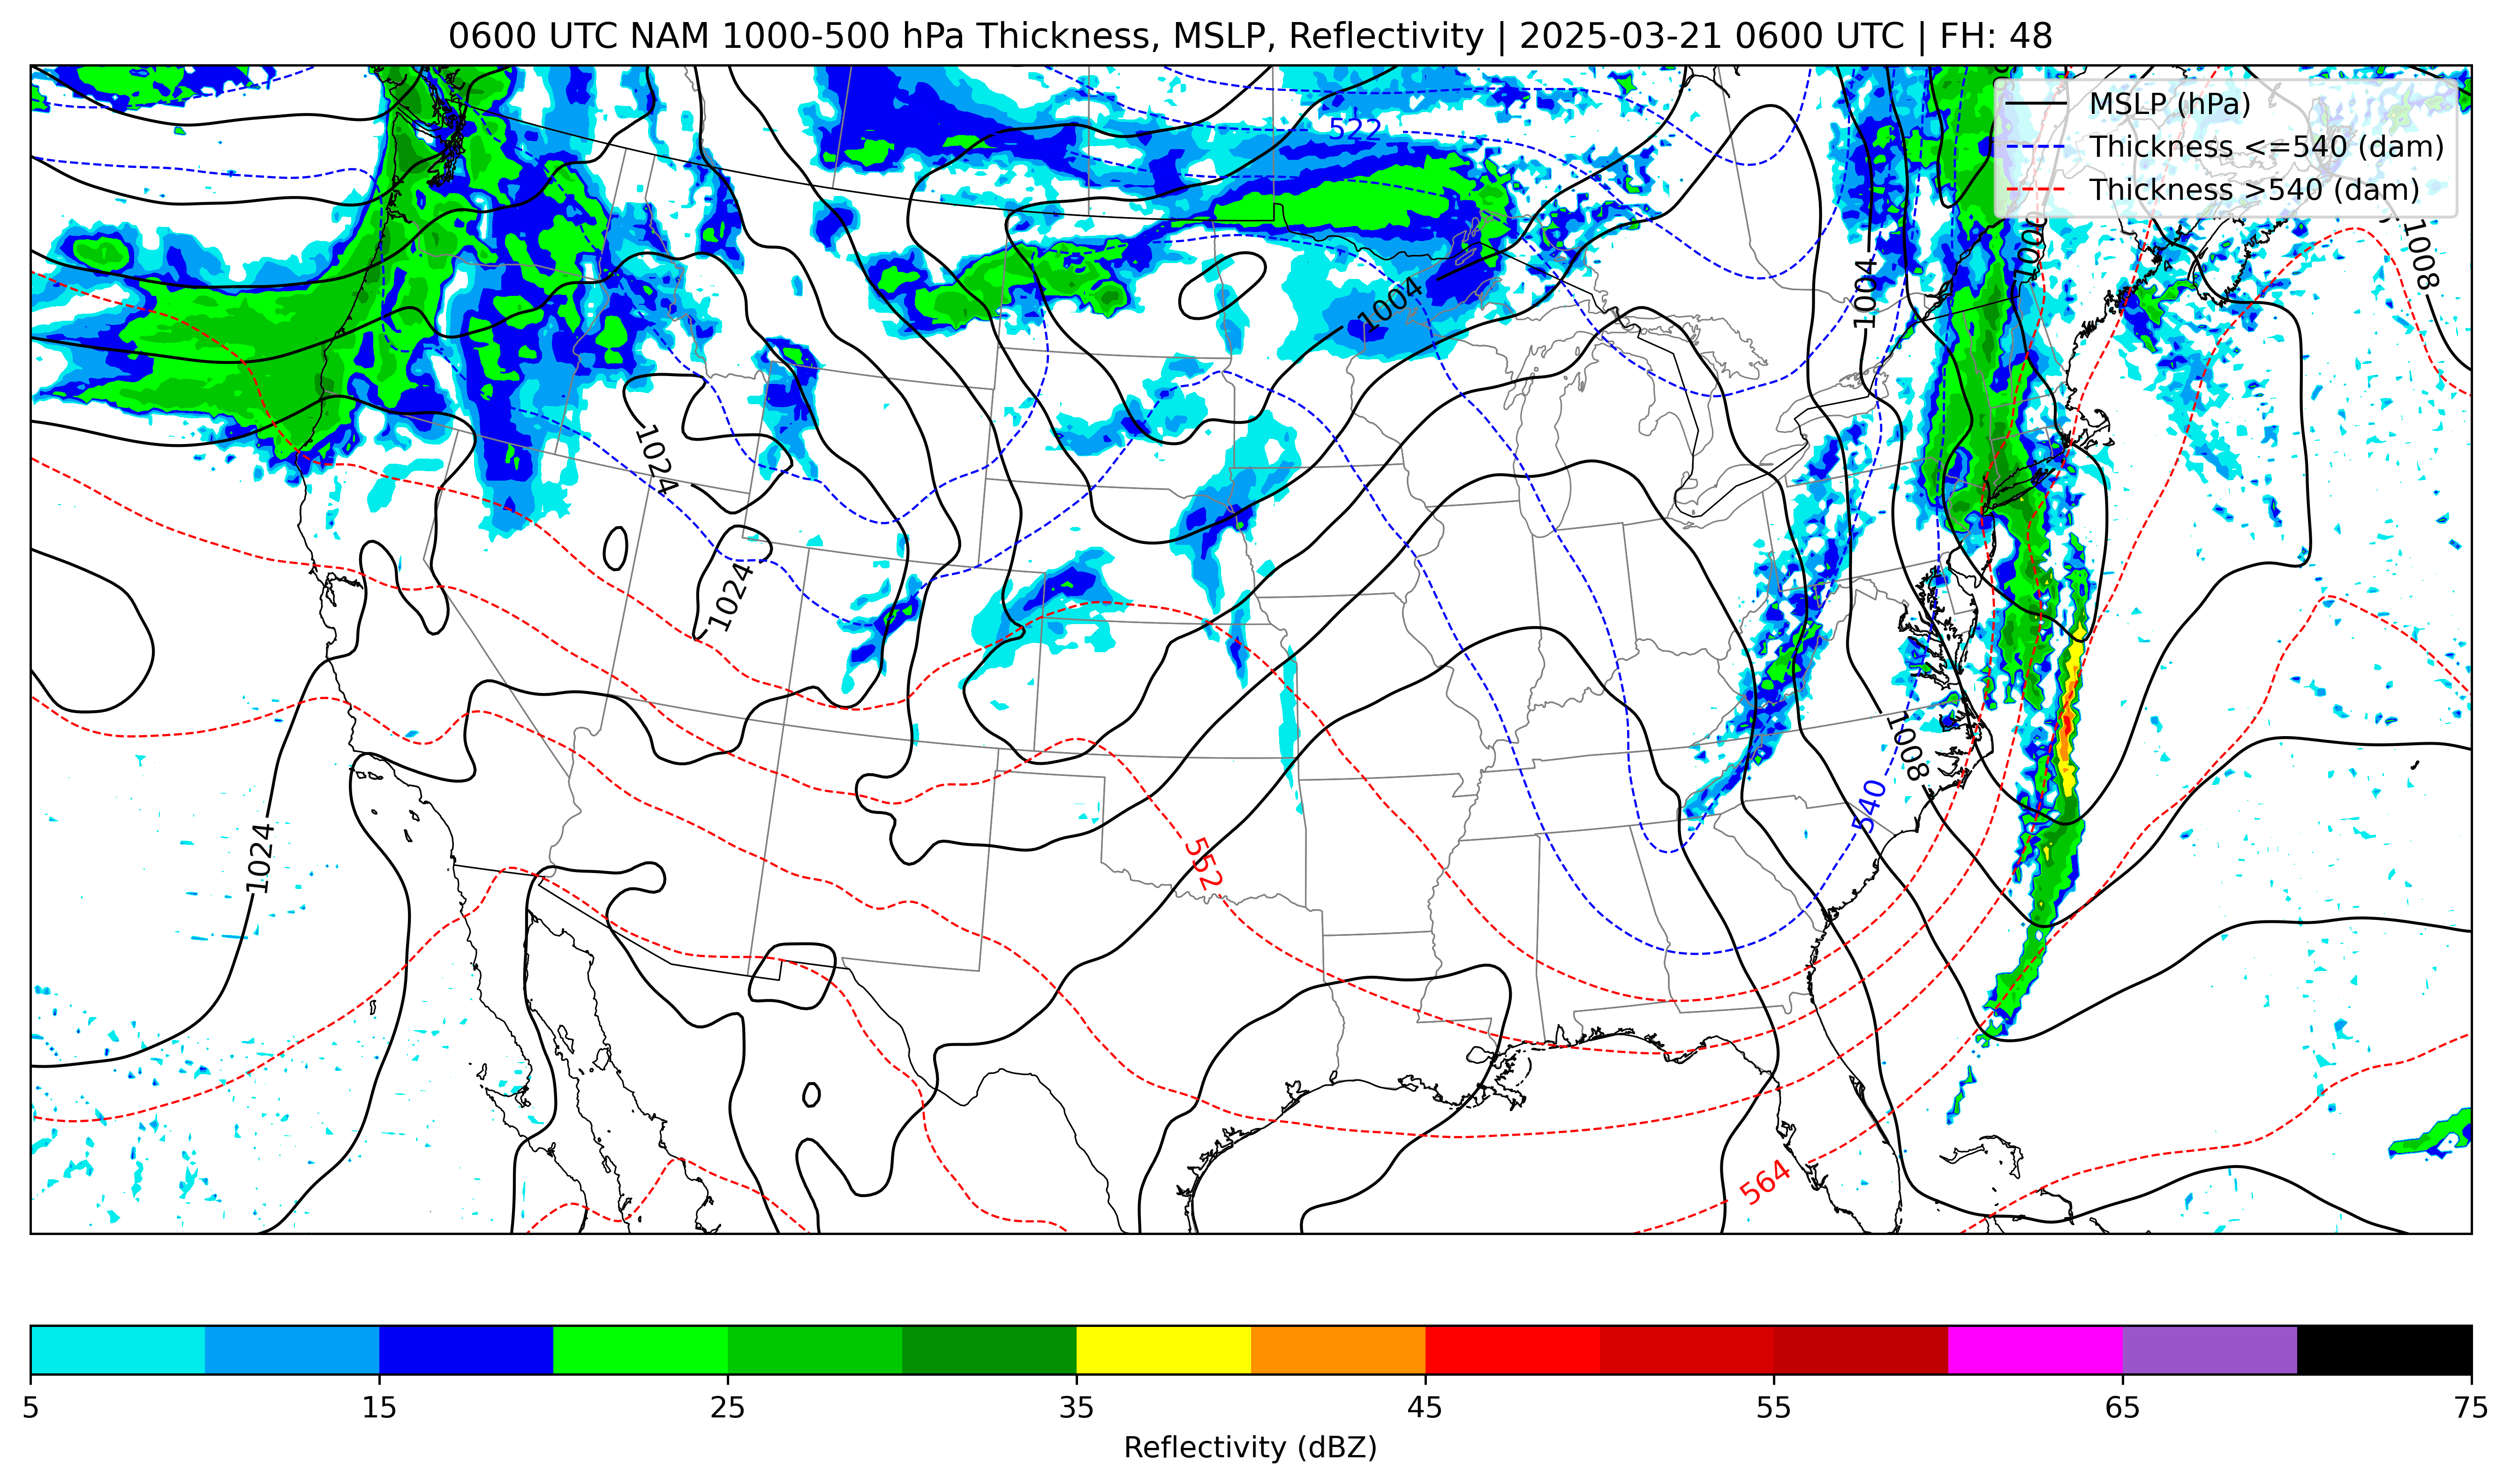 0600 UTC NAM 1000-500 hPa Thickness, MSLP, Reflectivity | 2025-03-21 0600 UTC | FH: 48
MSLP (hPa)
Thickness <=540 (dam)
Thickness >540 (dam)
522
1000
1008
1004
1004
1024
1024
1008
540
1024
552
564
5 15 25 35 45 55 65 75
Reflectivity (dBZ)